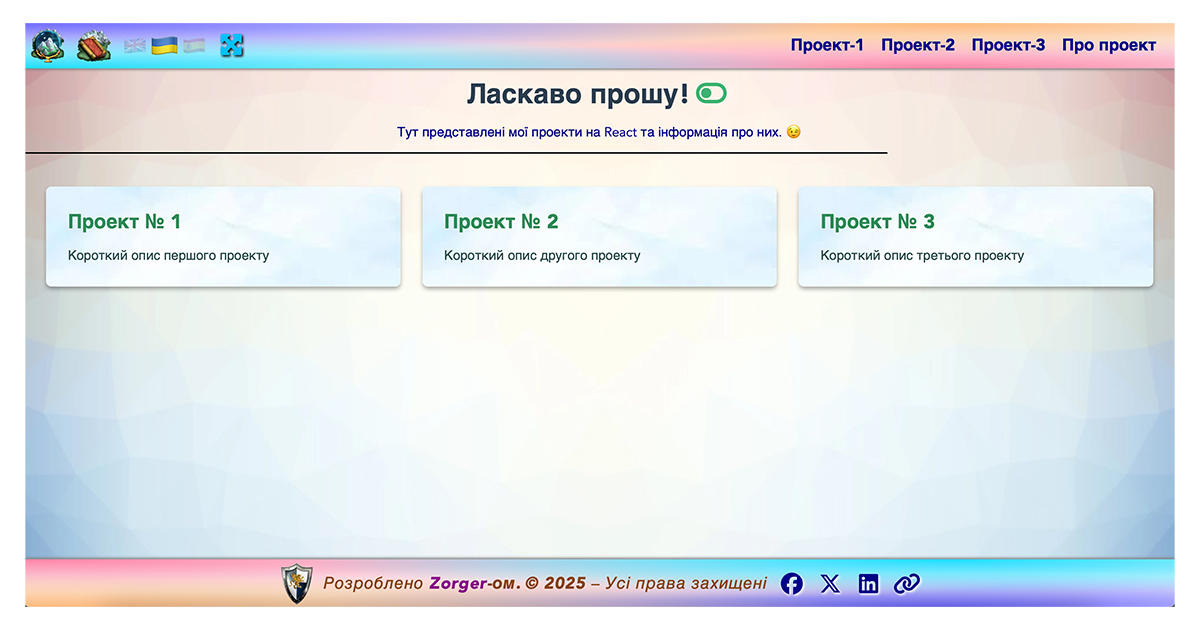 Проект-1 Проект-2 Проект-3 Про проект
Ласкаво прошу!
Тут представлені мої проекти на React та інформація про них. 😉
Проект № 1
Короткий опис першого проекту
Проект № 2
Короткий опис другого проекту
Проект № 3
Короткий опис третього проекту
Розроблено Zorger-ом. © 2025 – Усі права захищені